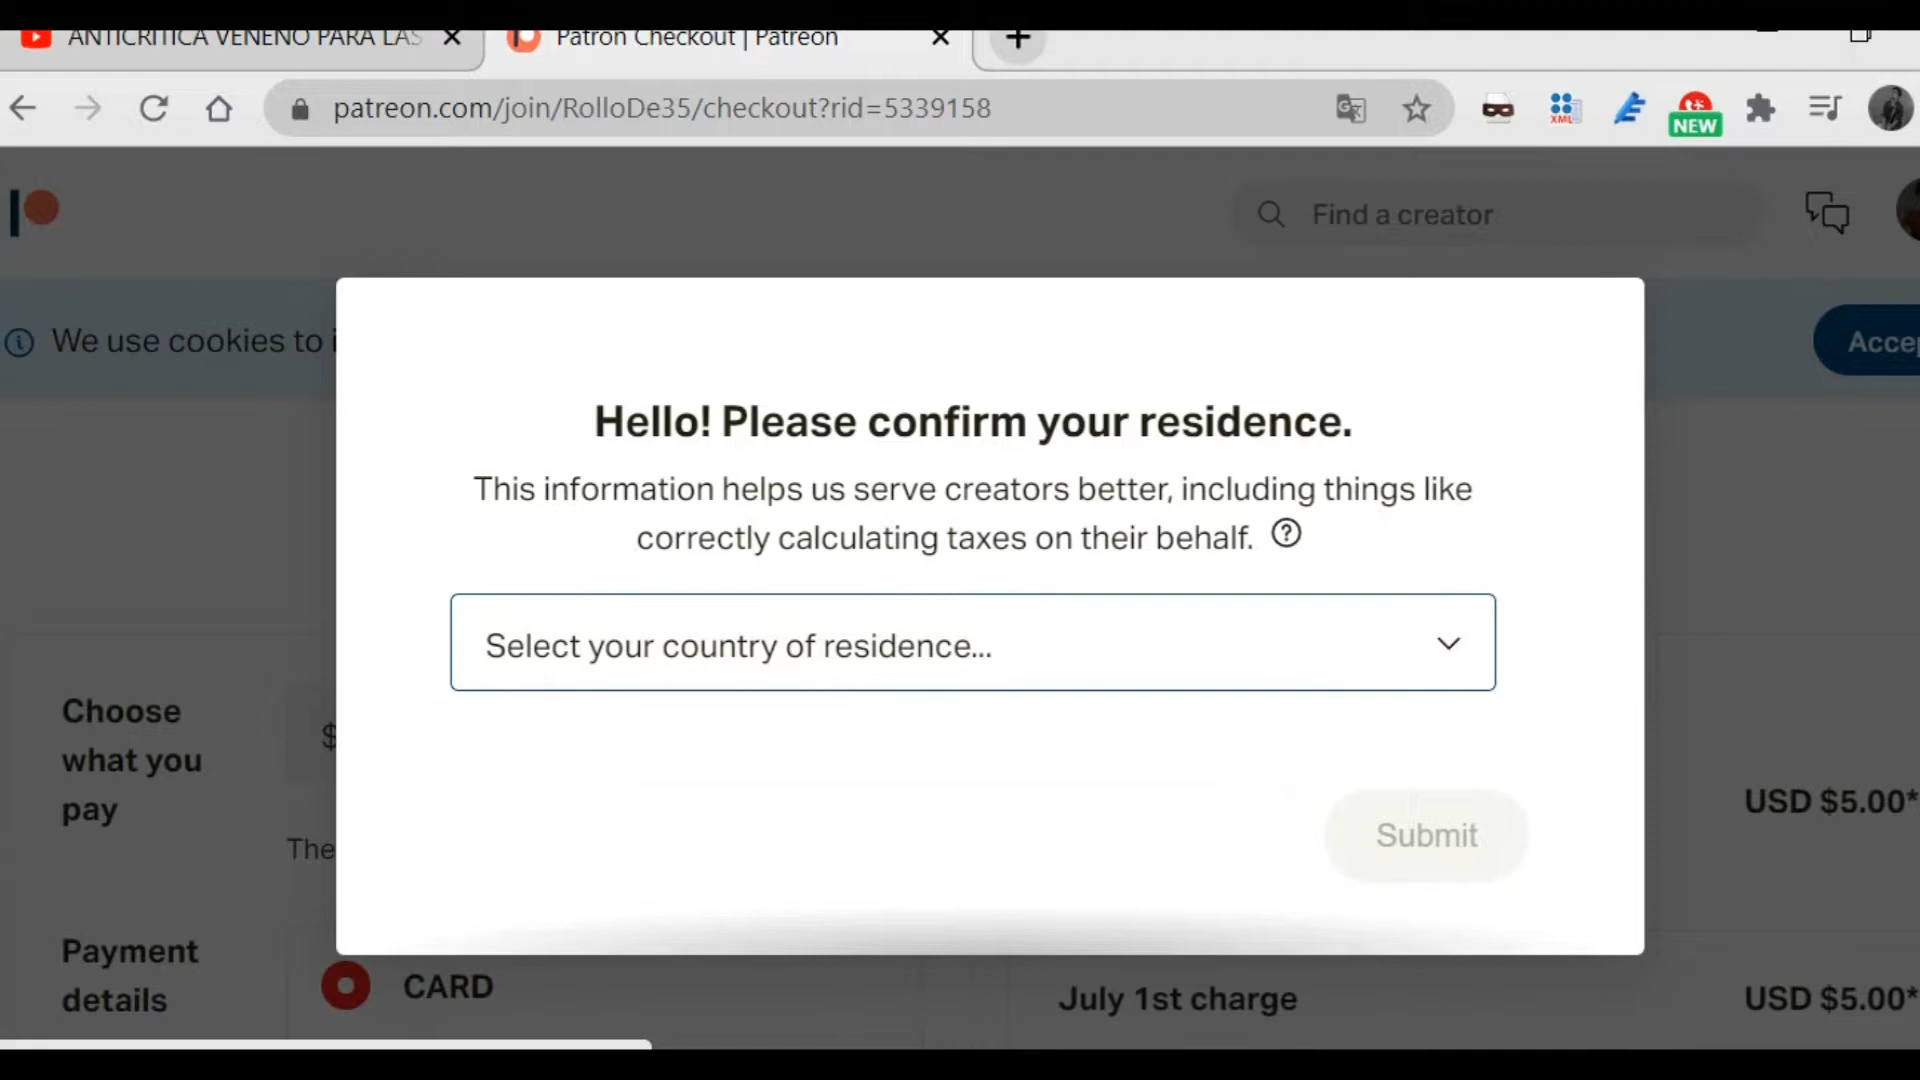 ANTICRITICA VENENO PARA LAS
Patron Checkout | Patreon
patreon.com/join/RolloDe35/checkout?rid=5339158
XML
NEW
Find a creator
We use cookies to i
Accep
Hello! Please confirm your residence.
This information helps us serve creators better, including things like
correctly calculating taxes on their behalf.
Select your country of residence...
Submit
Choose
what you
pay
$
The
USD $5.00*
Payment
details
CARD
July 1st charge
USD $5.00*